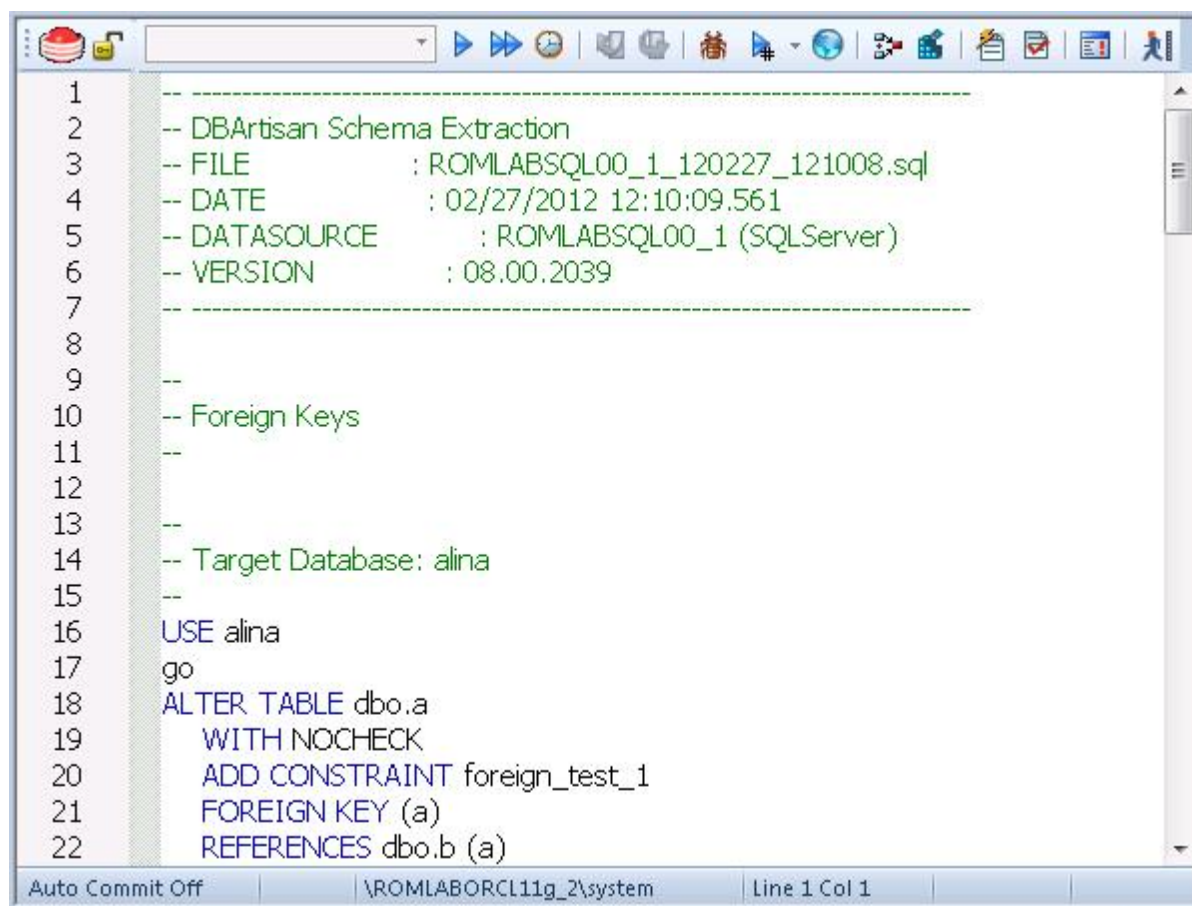 1 -- ------------------------------------------------------------------------------
2 -- DBArtisan Schema Extraction
3 -- FILE : ROMLABSQL00_1_120227_121008.sql
4 -- DATE : 02/27/2012 12:10:09.561
5 -- DATASOURCE : ROMLABSQL00_1 (SQLServer)
6 -- VERSION : 08.00.2039
7 -- ------------------------------------------------------------------------------
8
9 --
10 -- Foreign Keys
11 --
12
13 --
14 -- Target Database: alina
15 --
16 USE alina
17 go
18 ALTER TABLE dbo.a
19 WITH NOCHECK
20 ADD CONSTRAINT foreign_test_1
21 FOREIGN KEY (a)
22 REFERENCES dbo.b (a)
Auto Commit Off \ROMLABORCL11g_2\system Line 1 Col 1